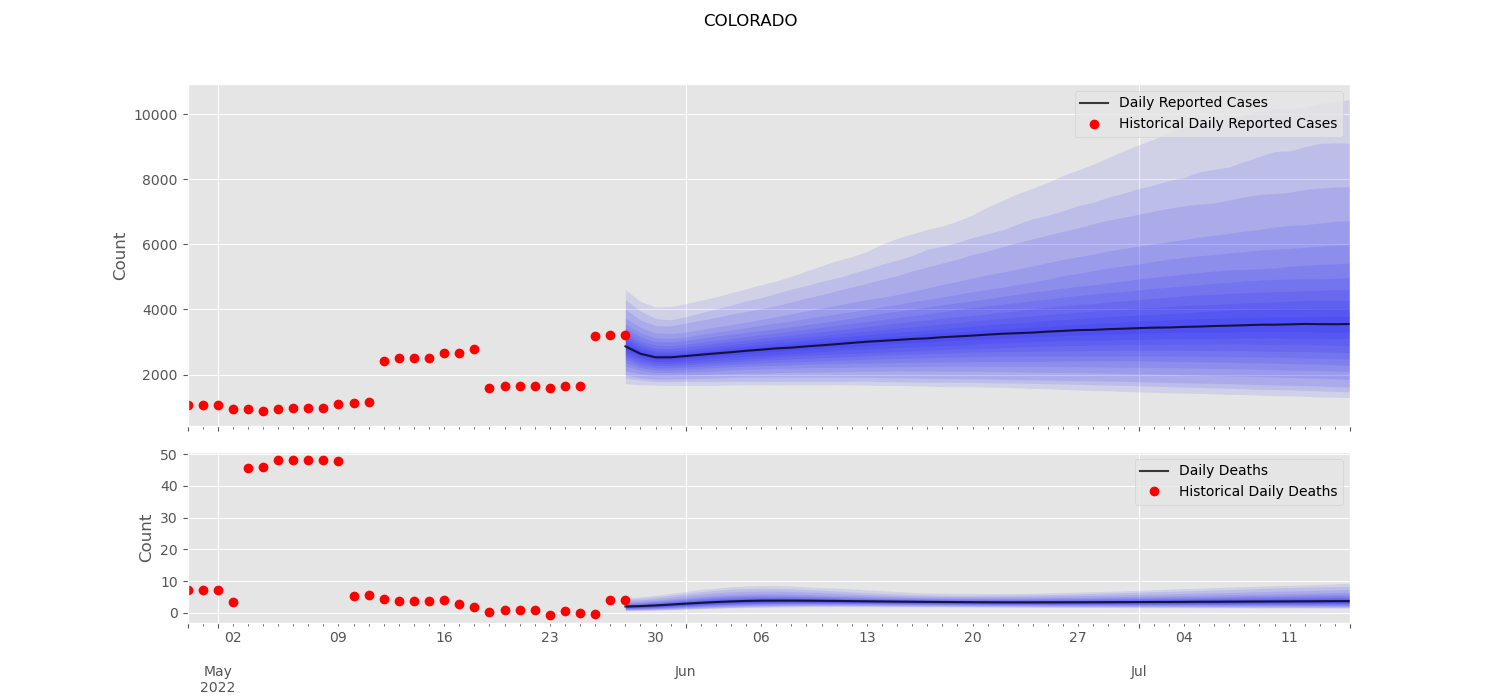 COLORADO
Daily Reported Cases
Historical Daily Reported Cases
10000
8000
6000
4000
2000
Count
Daily Deaths
Historical Daily Deaths
50
40
30
20
10
0
Count
02 09 16 23 30 06 13 20 27 04 11
May Jun Jul
2022